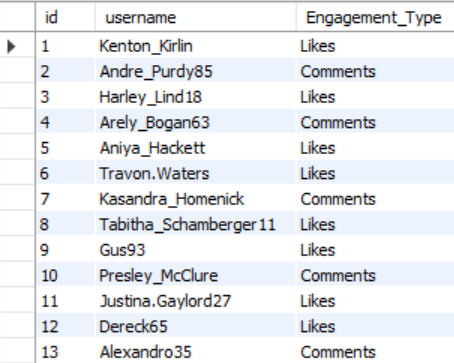 id username Engagement_Type
1 Kenton_Kirlin Likes
2 Andre_Purdy85 Comments
3 Harley_Lind18 Likes
4 Arely_Bogan63 Comments
5 Aniya_Hackett Likes
6 Travon.Waters Likes
7 Kasandra_Homenick Comments
8 Tabitha_Schamberger11 Likes
9 Gus93 Likes
10 Presley_McClure Comments
11 Justina.Gaylord27 Likes
12 Dereck65 Likes
13 Alexandro35 Comments